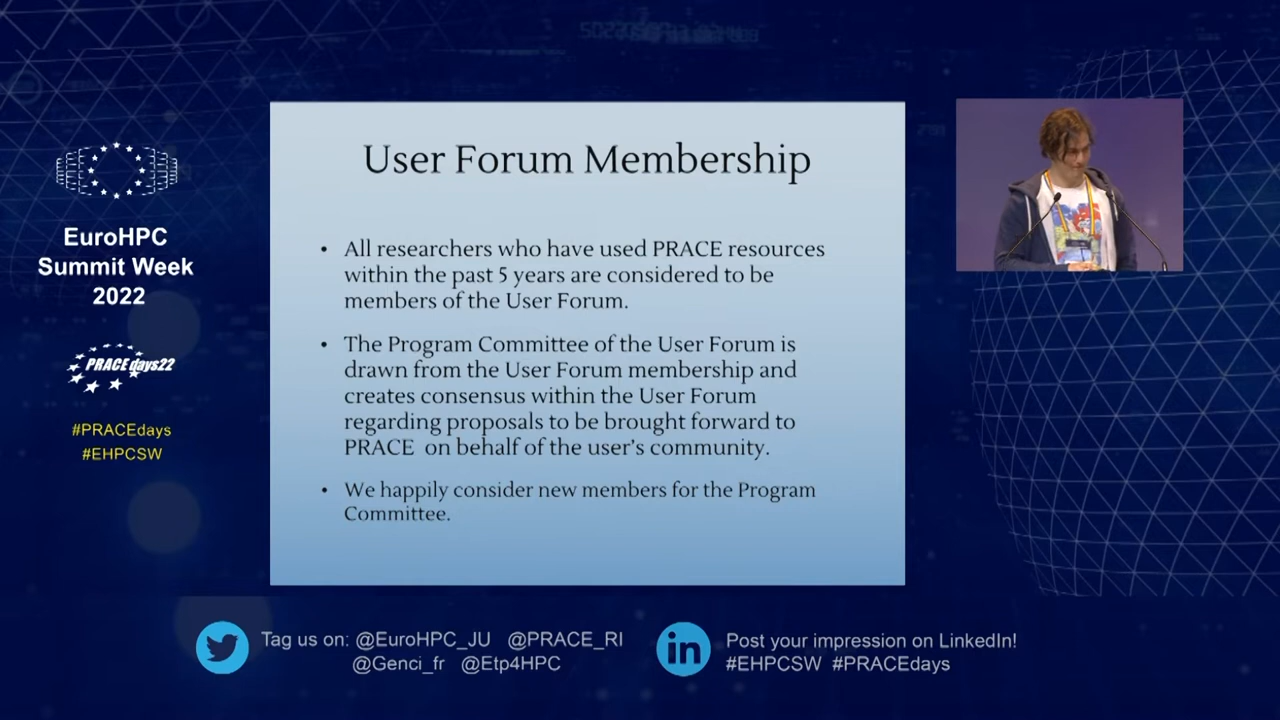 EuroHPC
Summit Week
2022
PRACE days22
#PRACEdays
#EHPCSW
User Forum Membership
• All researchers who have used PRACE resources
within the past 5 years are considered to be
members of the User Forum.
• The Program Committee of the User Forum is
drawn from the User Forum membership and
creates consensus within the User Forum
regarding proposals to be brought forward to
PRACE  on behalf of the user’s community.
• We happily consider new members for the Program
Committee.
Tag us on: @EuroHPC_JU @PRACE_RI
@Genci_fr @Etp4HPC
in
Post your impression on LinkedIn!
#EHPCSW #PRACEdays